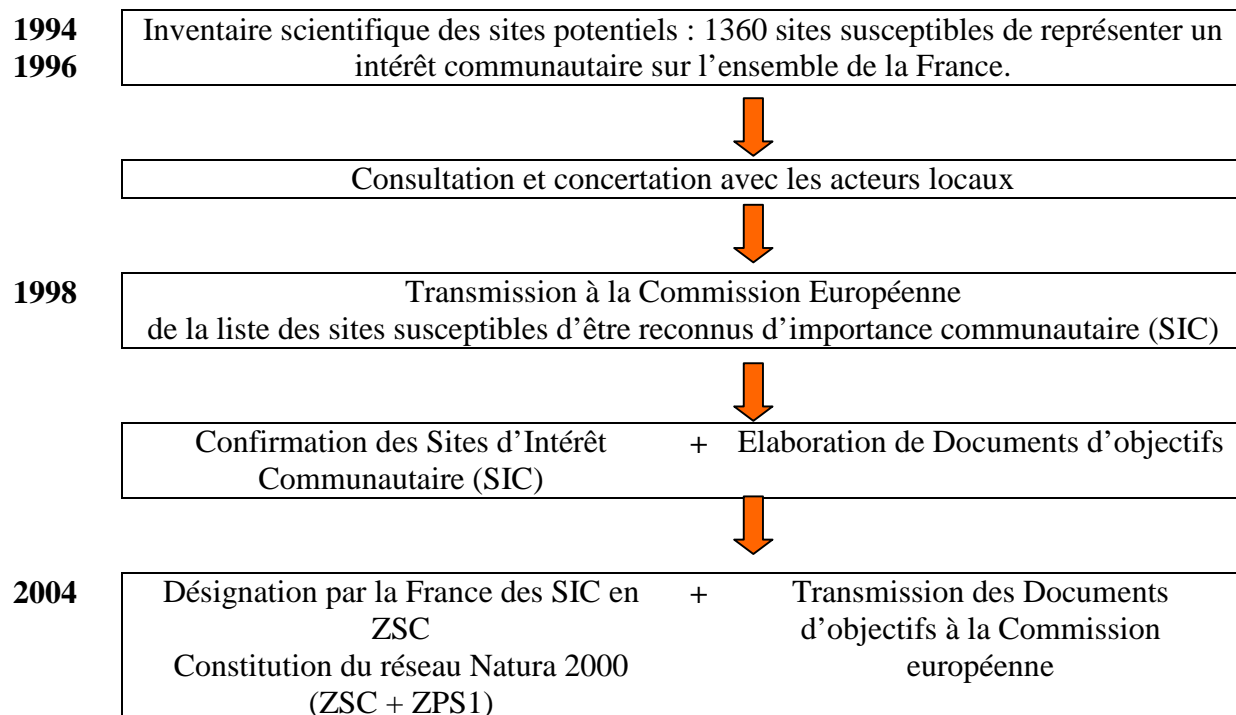 1994
1996
Inventaire scientifique des sites potentiels : 1360 sites susceptibles de représenter un
intérêt communautaire sur l’ensemble de la France.
Consultation et concertation avec les acteurs locaux
1998
Transmission à la Commission Européenne
de la liste des sites susceptibles d’être reconnus d’importance communautaire (SIC)
Confirmation des Sites d’Intérêt
Communautaire (SIC)
+
Elaboration de Documents d’objectifs
2004
Désignation par la France des SIC en
ZSC
Constitution du réseau Natura 2000
(ZSC + ZPS1)
+
Transmission des Documents
d’objectifs à la Commission
européenne